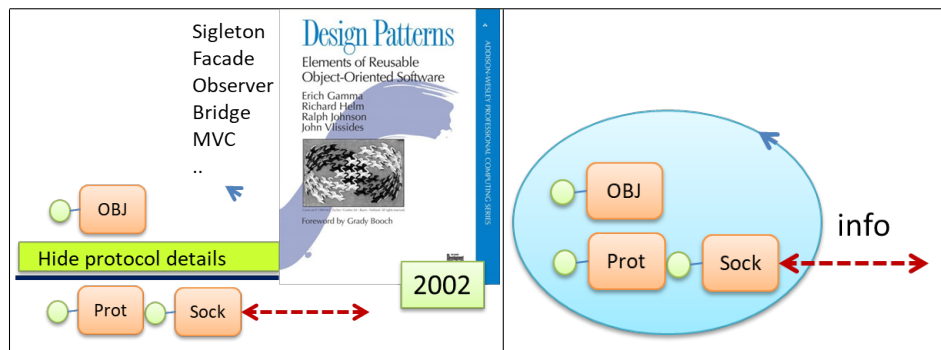 Sigleton
Facade
Observer
Bridge
MVC
..
Design Patterns
Elements of Reusable
Object-Oriented Software
Erich Gamma
Richard Helm
Ralph Johnson
John Vlissides
Foreword by Grady Booch
ADDISON-WESLEY PROFESSIONAL COMPUTING SERIES
OBJ
Hide protocol details
2002
Prot
Sock
OBJ
Prot
Sock
info